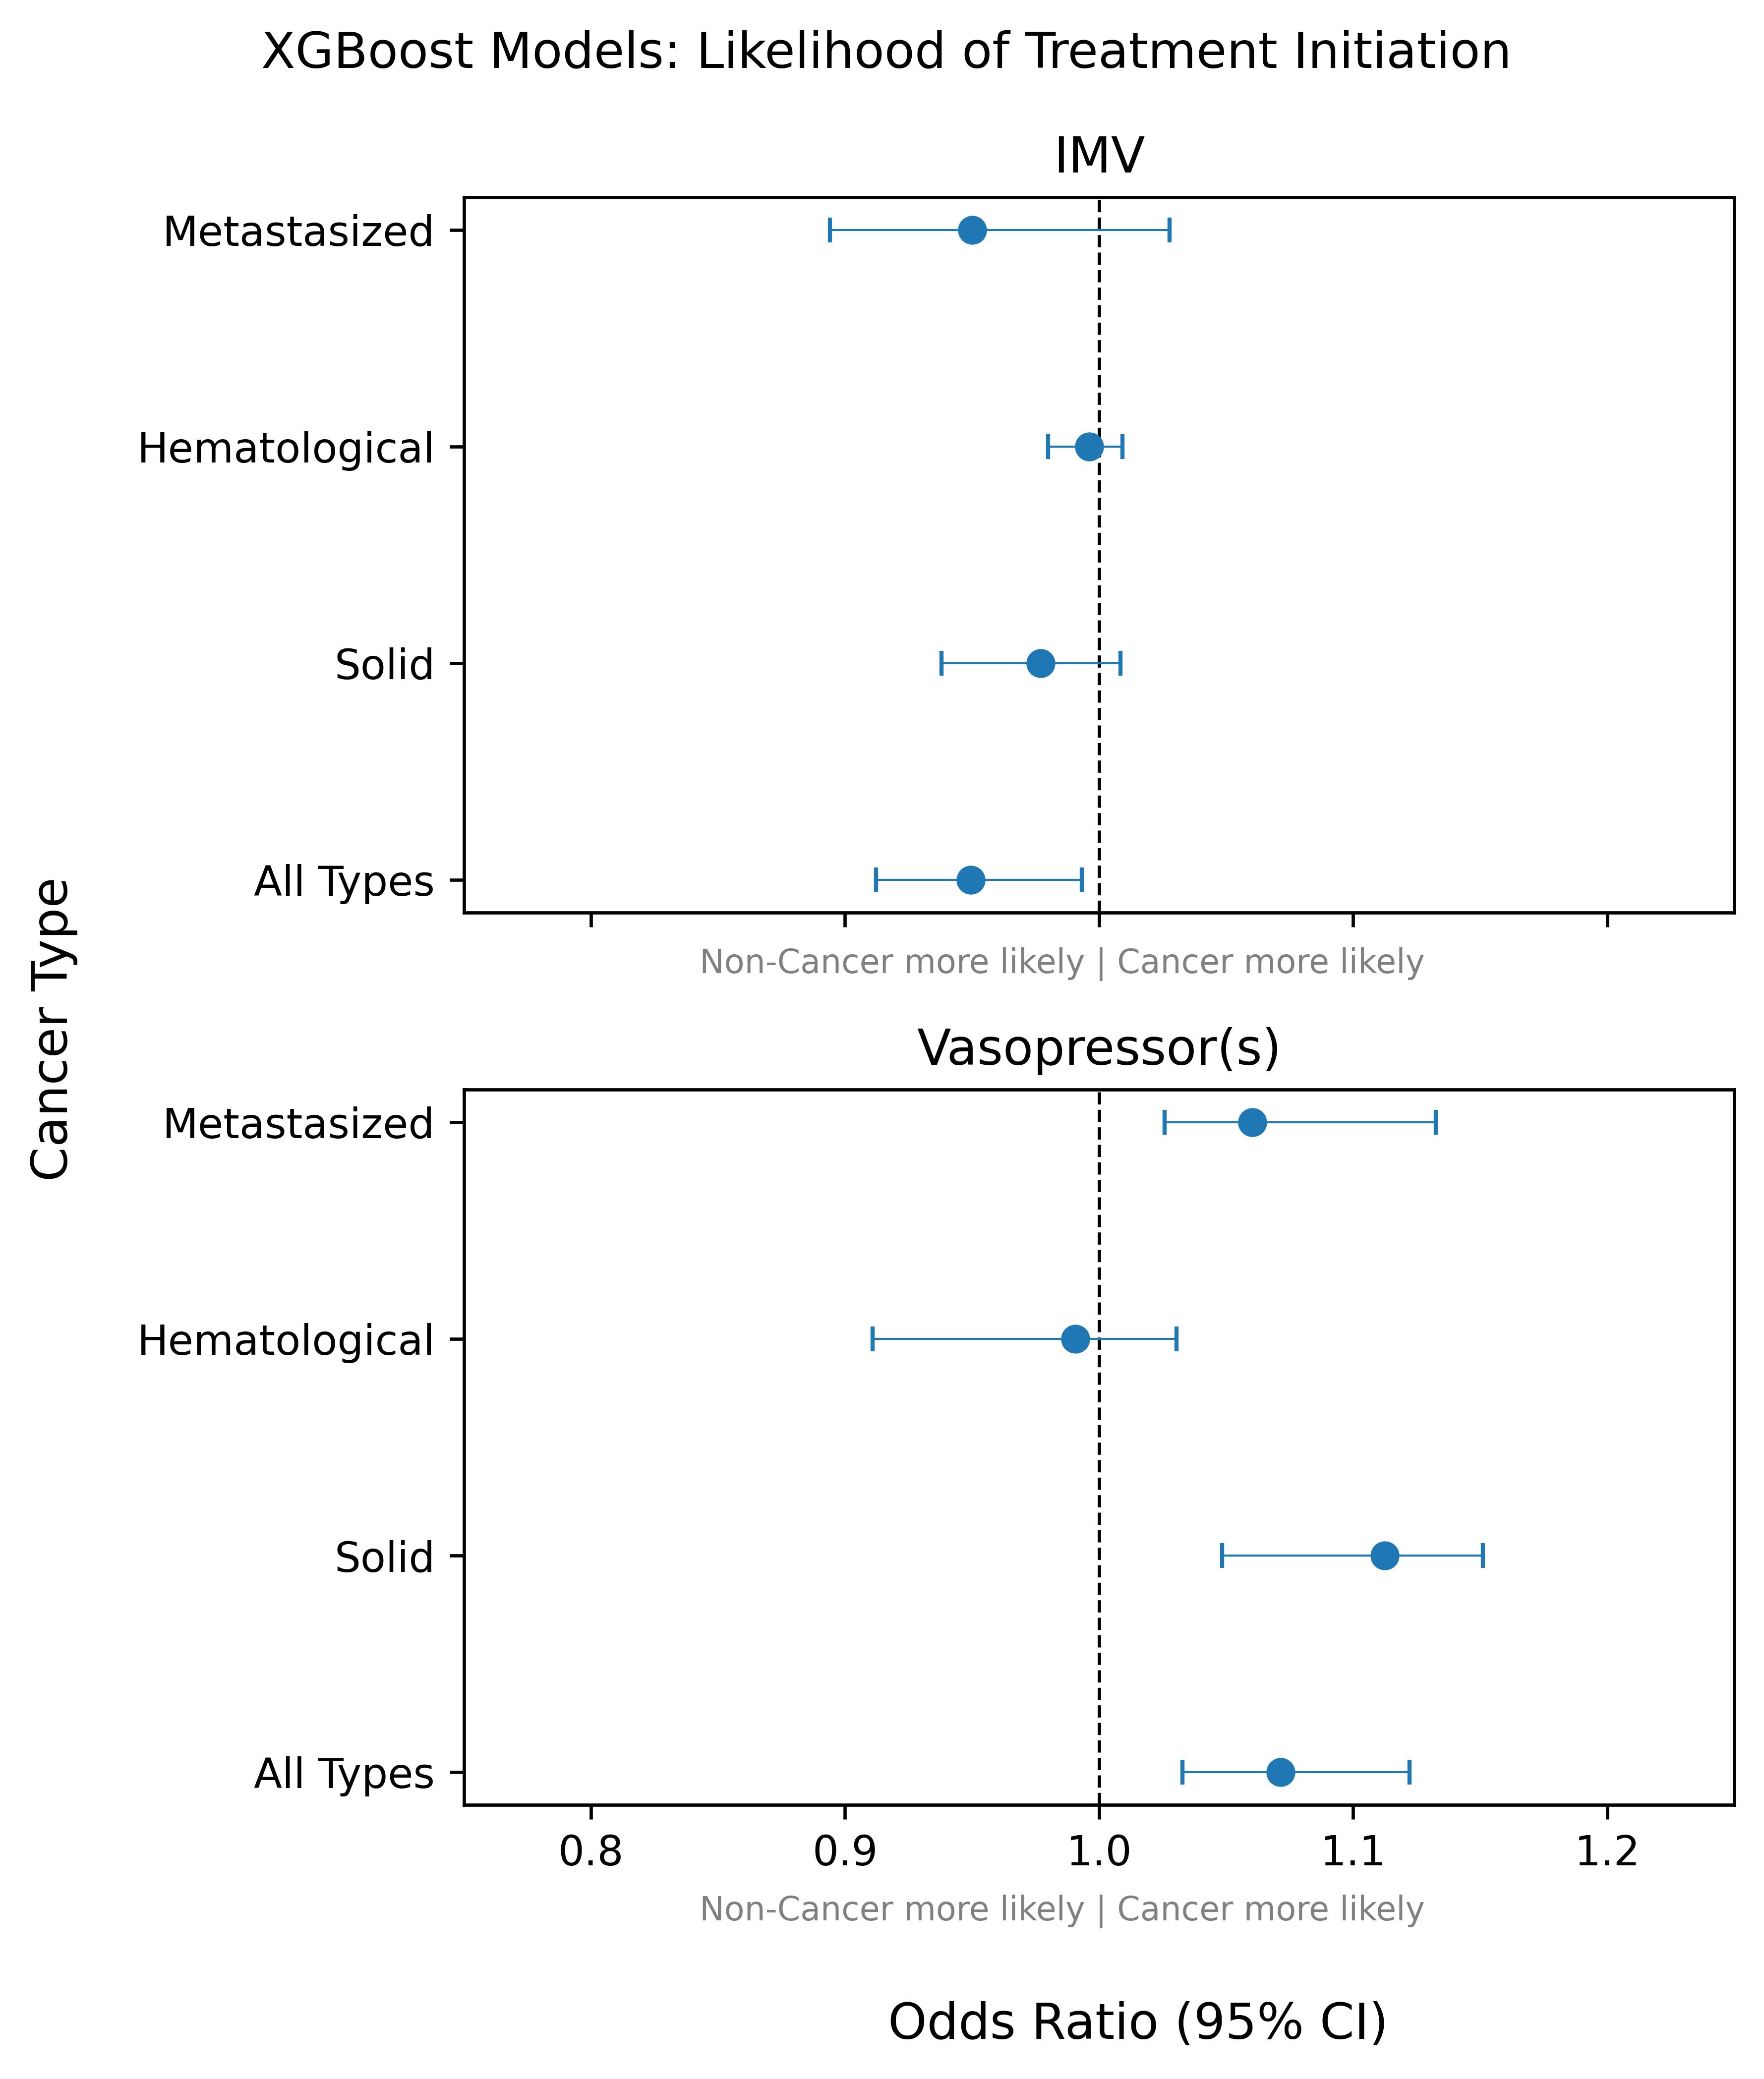 XGBoost Models: Likelihood of Treatment Initiation
IMV
Metastasized
Hematological
Solid
All Types
Non-Cancer more likely | Cancer more likely
Cancer Type
Vasopressor(s)
Metastasized
Hematological
Solid
All Types
0.8 0.9 1.0 1.1 1.2
Non-Cancer more likely | Cancer more likely
Odds Ratio (95% CI)